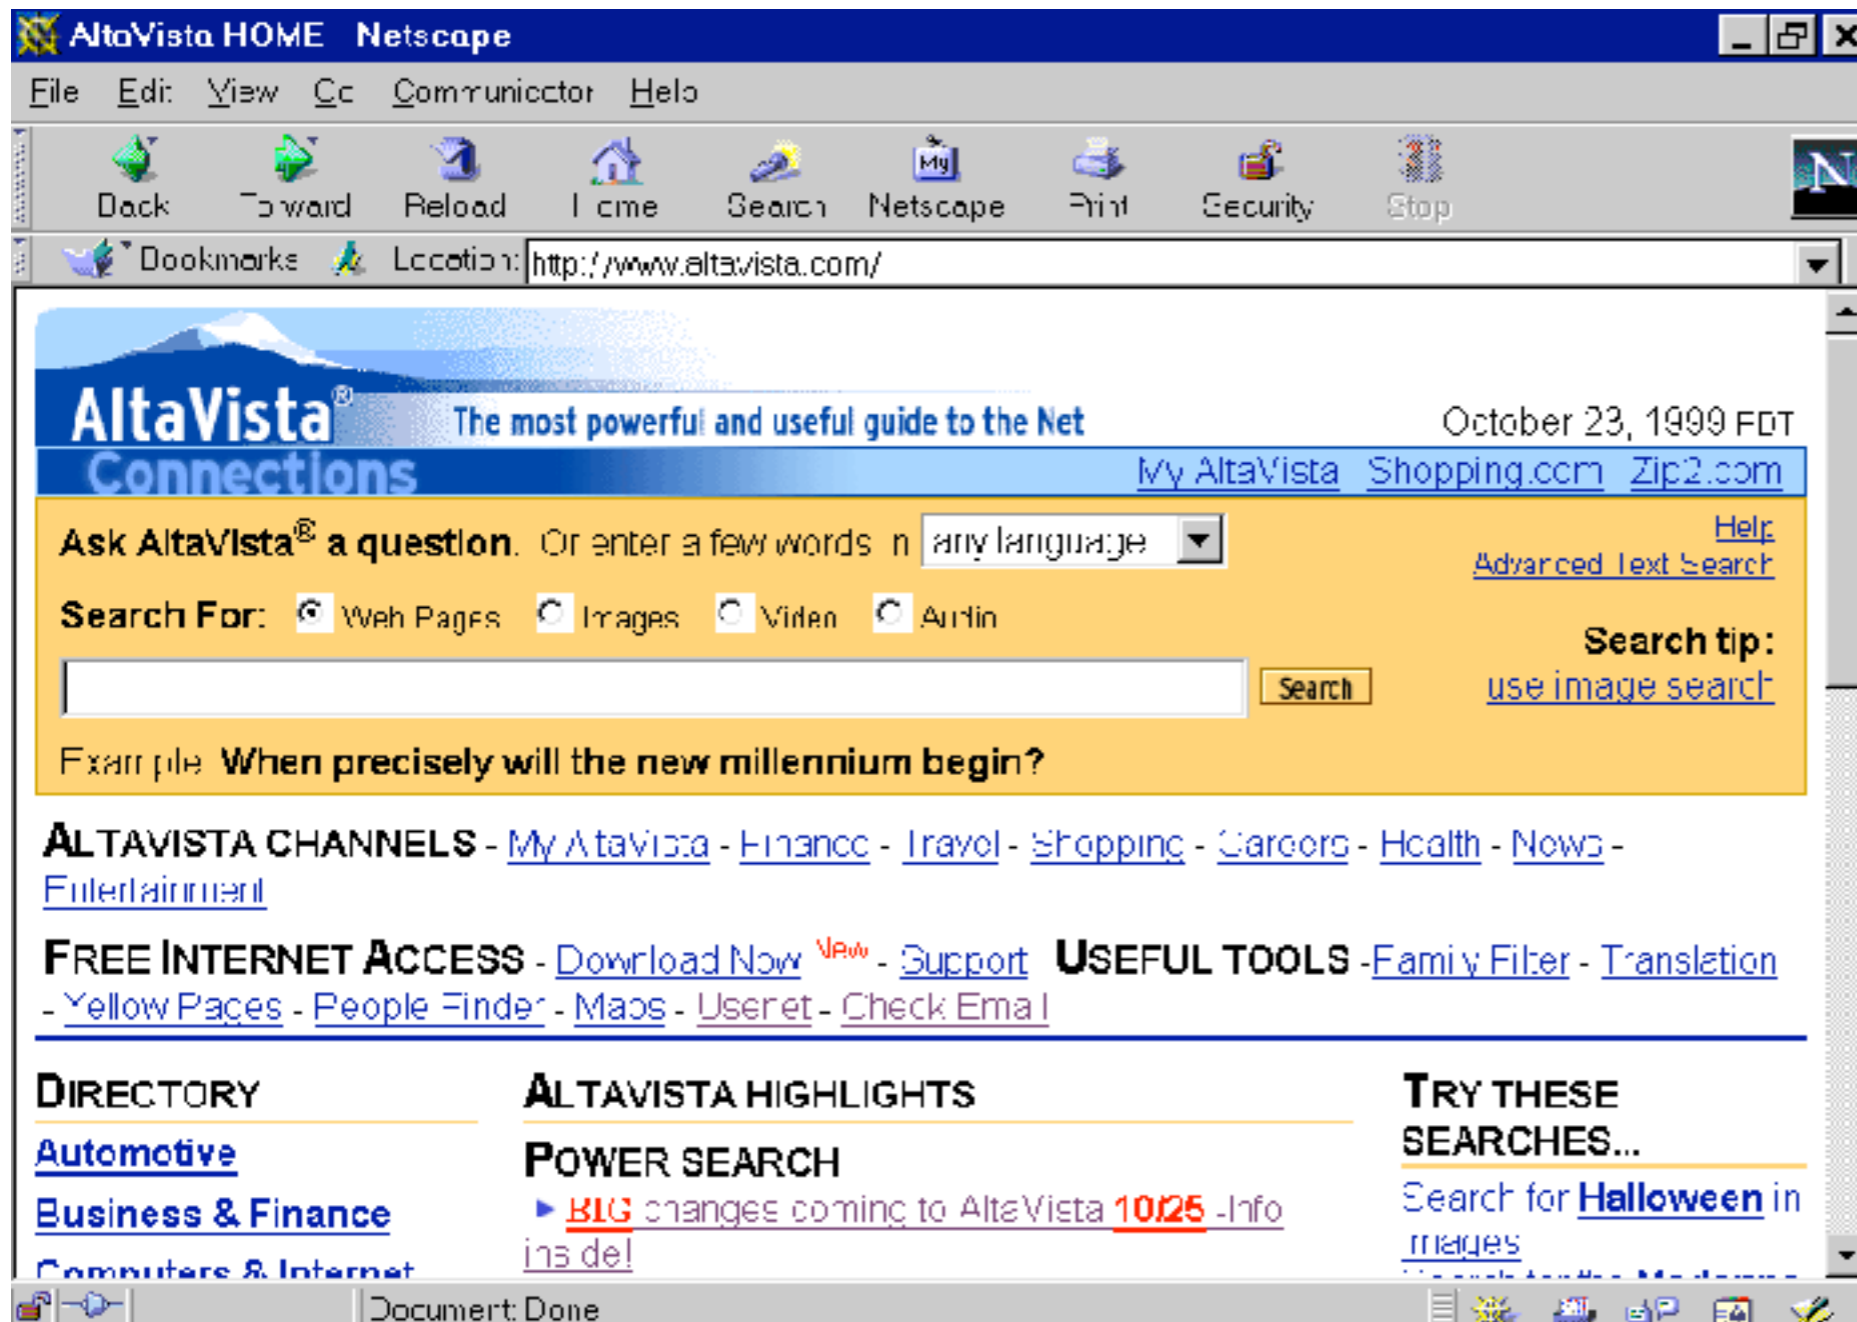 AltaVista HOME Netscape
File Edit View Go Communicator Help
Back Forward Reload Home Search Netscape Print Security Stop
My
N
Bookmarks Location: http://www.altavista.com/
AltaVista® The most powerful and useful guide to the Net October 23, 1999 EDT
Connections My AltaVista Shopping.com Zip2.com
Ask AltaVista® a question. Or enter a few words in any language Help
Advanced Text Search
Search For: Web Pages Images Video Audio
Search tip:
Search use image search
Example: When precisely will the new millennium begin?
ALTAVISTA CHANNELS - My AltaVista - Finance - Travel - Shopping - Careers - Health - News -
Entertainment
FREE INTERNET ACCESS - Download Now New - Support USEFUL TOOLS -Family Filter - Translation
- Yellow Pages - People Finder - Maps - Usenet - Check Email
DIRECTORY
Automotive
Business & Finance
Computers & Internet
ALTAVISTA HIGHLIGHTS
POWER SEARCH
BIG changes coming to AltaVista 10/25 -Info
inside!
TRY THESE
SEARCHES...
Search for Halloween in
Images
Document: Done